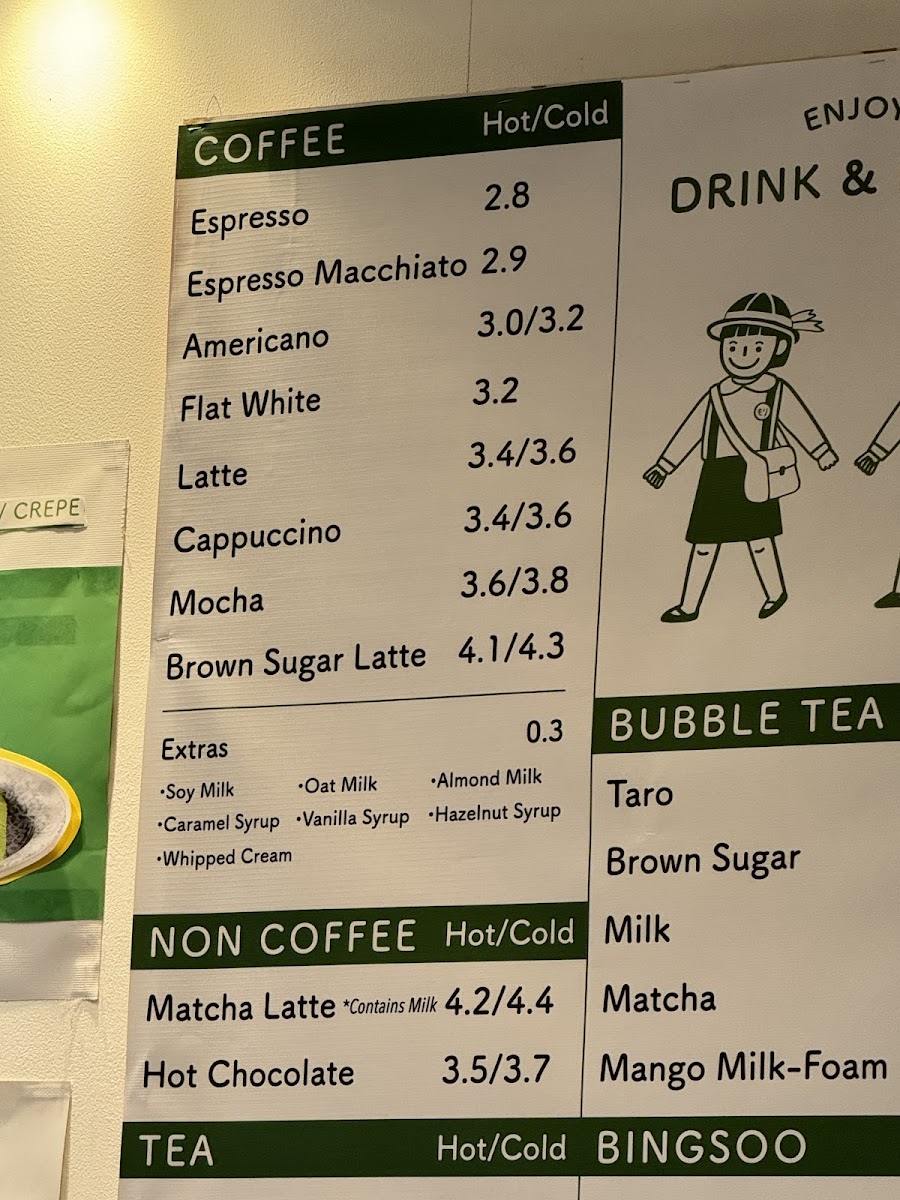 COFFEE Hot/Cold
Espresso 2.8
Espresso Macchiato 2.9
Americano 3.0/3.2
Flat White 3.2
Latte 3.4/3.6
Cappuccino 3.4/3.6
Mocha 3.6/3.8
Brown Sugar Latte 4.1/4.3
Extras 0.3
•Soy Milk •Oat Milk •Almond Milk
•Caramel Syrup •Vanilla Syrup •Hazelnut Syrup
•Whipped Cream
NON COFFEE Hot/Cold
Matcha Latte *Contains Milk 4.2/4.4
Hot Chocolate 3.5/3.7
TEA Hot/Cold
ENJOY
DRINK &
BUBBLE TEA
Taro
Brown Sugar
Milk
Matcha
Mango Milk-Foam
BINGSOO
/ CREPE